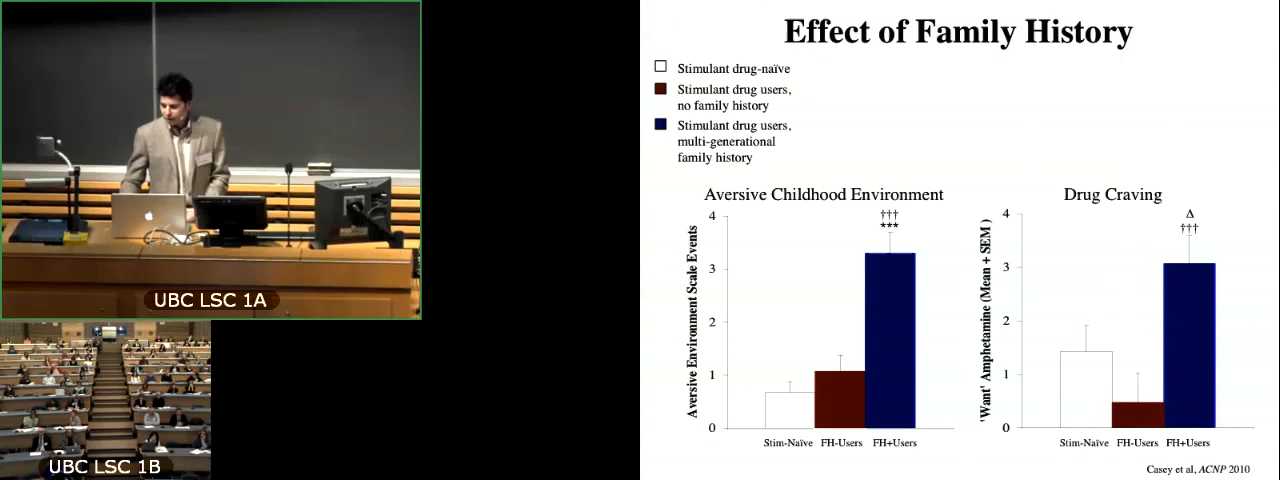 UBC LSC 1A
UBC LSC 1B
Effect of Family History
Stimulant drug-naïve
Stimulant drug users,
no family history
Stimulant drug users,
multi-generational
family history
Aversive Childhood Environment
Aversive Environment Scale Events
4
3
2
1
0
†††
***
Stim-Naïve FH-Users FH+Users
Drug Craving
'Want' Amphetamine (Mean + SEM )
4
3
2
1
0
Δ
†††
Stim-Naïve FH-Users FH+Users
Casey et al, ACNP 2010